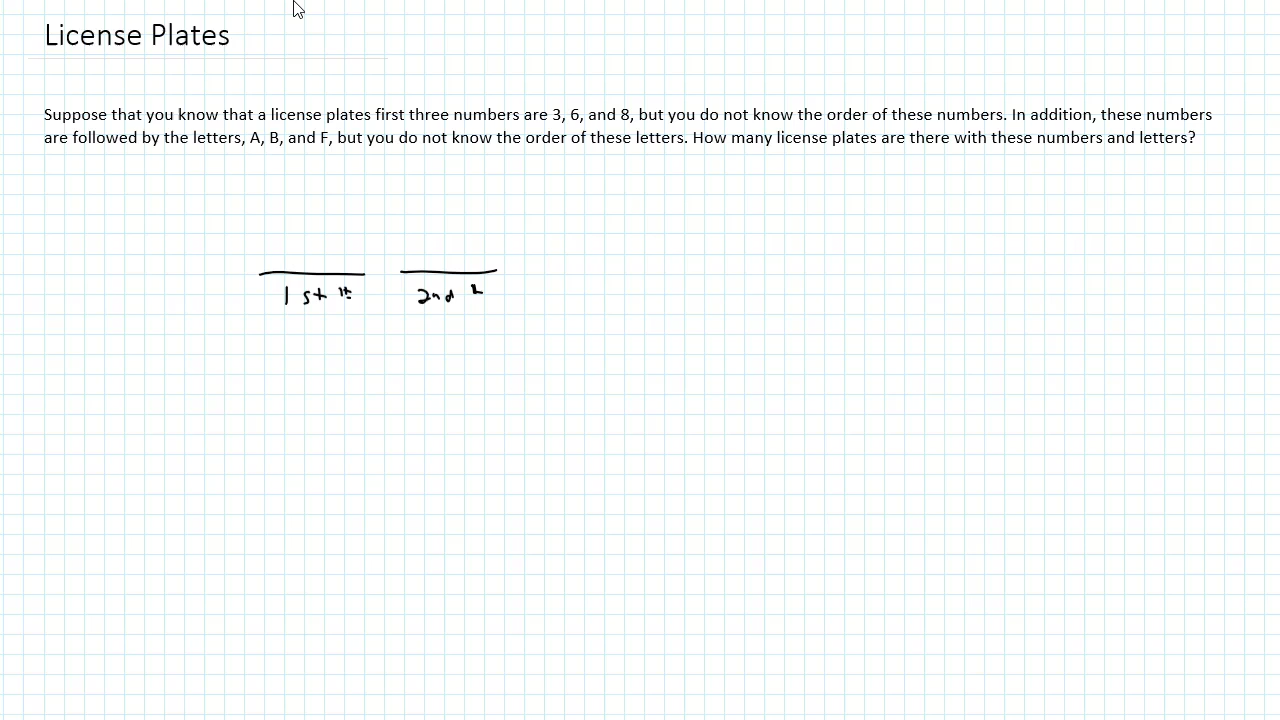 License Plates
Suppose that you know that a license plates first three numbers are 3, 6, and 8, but you do not know the order of these numbers. In addition, these numbers
are followed by the letters, A, B, and F, but you do not know the order of these letters. How many license plates are there with these numbers and letters?
1st # 2nd